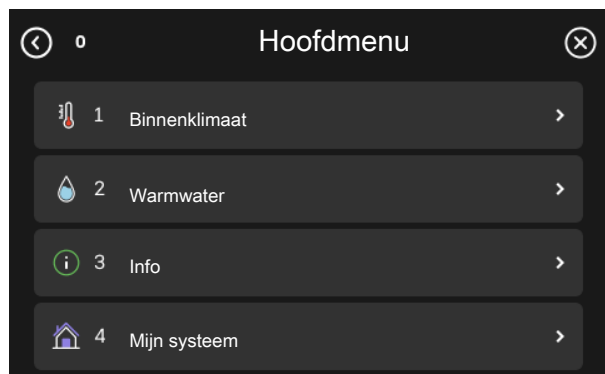 0 Hoofdmenu
1 Binnenklimaat
2 Warmwater
3 Info
4 Mijn systeem